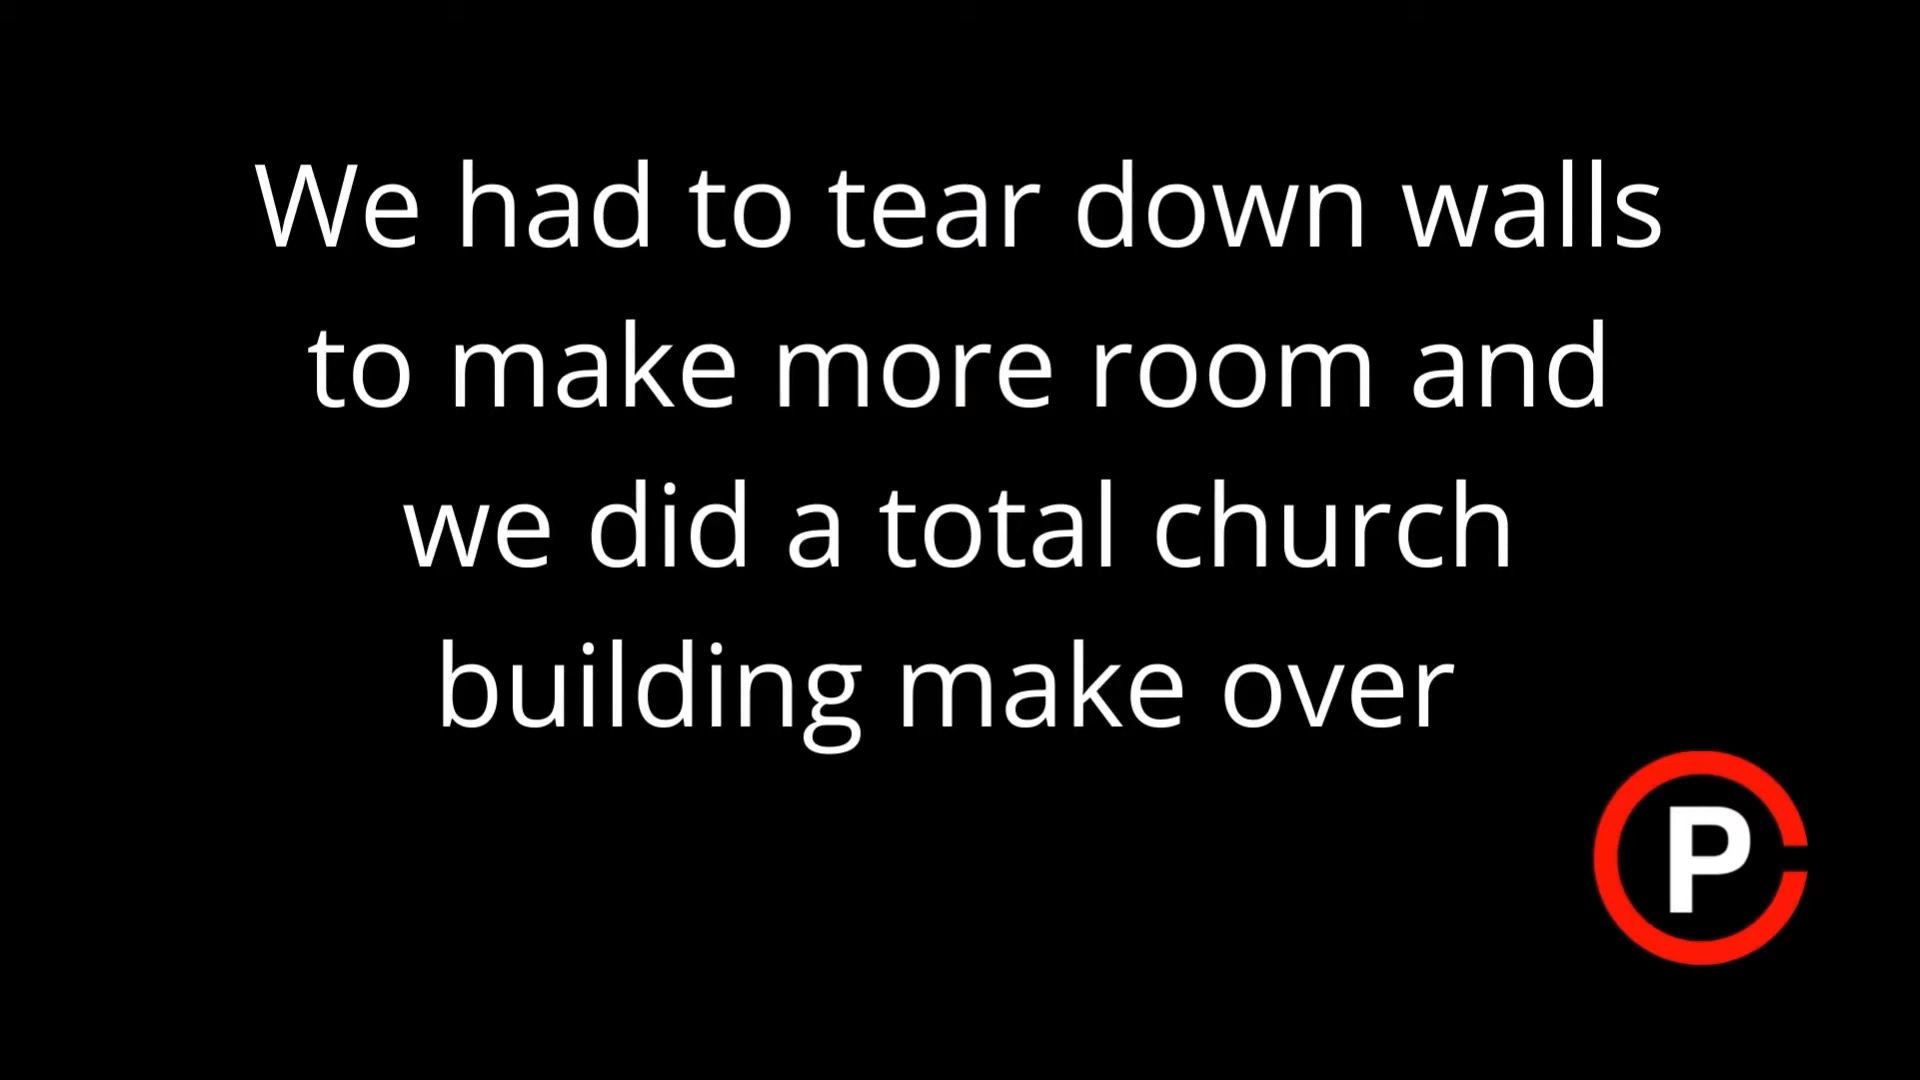 We had to tear down walls
to make more room and
we did a total church
building make over
P